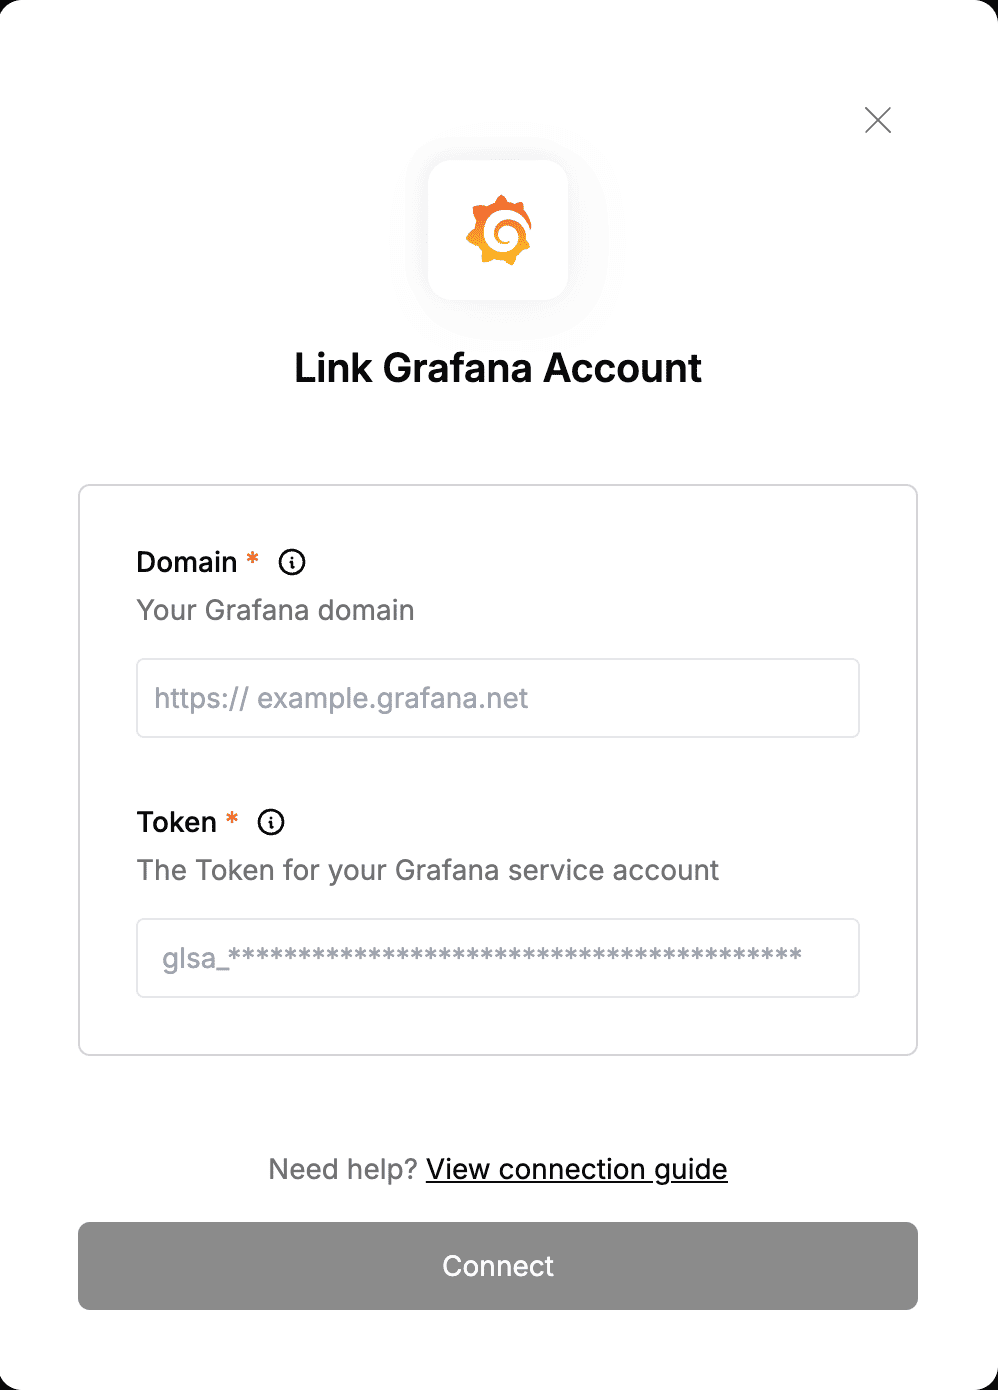 Link Grafana Account
Domain *
Your Grafana domain
https:// example.grafana.net
Token *
The Token for your Grafana service account
glsa_*****************************************
Need help? View connection guide
Connect